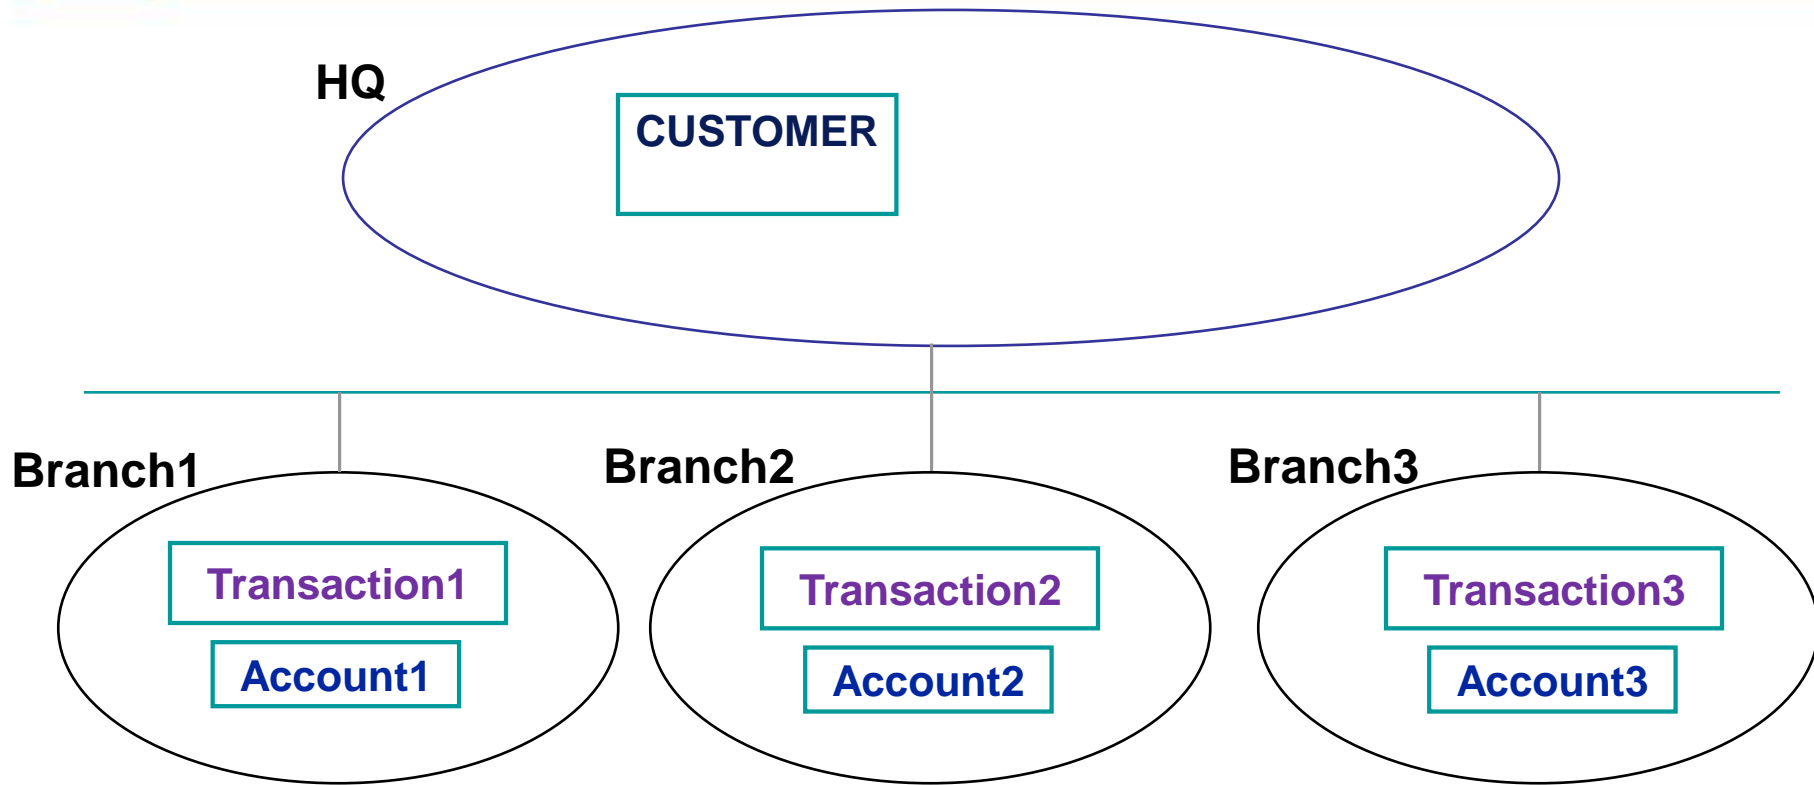 HQ
CUSTOMER
Branch1
Branch2
Branch3
Transaction1
Transaction2
Transaction3
Account1
Account2
Account3